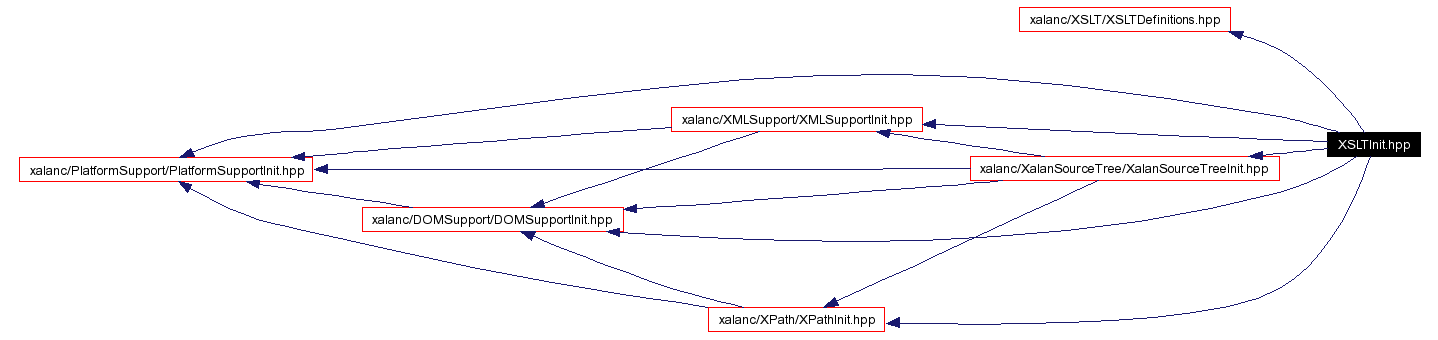 xalanc/XSLT/XSLTDefinitions.hpp
xalanc/XMLSupport/XMLSupportInit.hpp
XSLTInit.hpp
xalanc/PlatformSupport/PlatformSupportInit.hpp
xalanc/XalanSourceTree/XalanSourceTreeInit.hpp
xalanc/DOMSupport/DOMSupportInit.hpp
xalanc/XPath/XPathInit.hpp